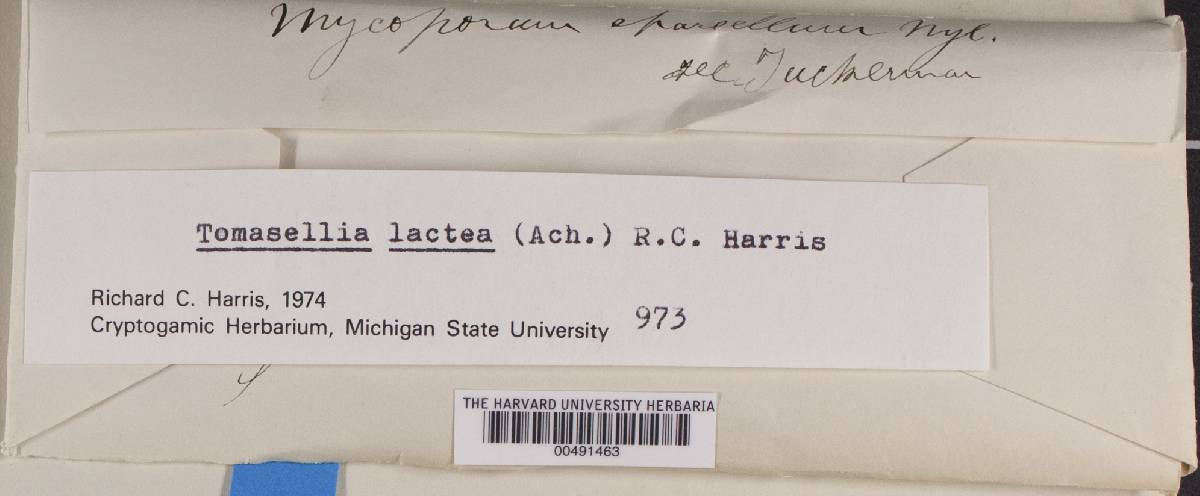 Mycoporum sparsellum Nyl.
sec. Tuckerman
Tomasellia lactea (Ach.) R.C. Harris
Richard C. Harris, 1974
Cryptogamic Herbarium, Michigan State University 973
THE HARVARD UNIVERSITY HERBARIA
00491463